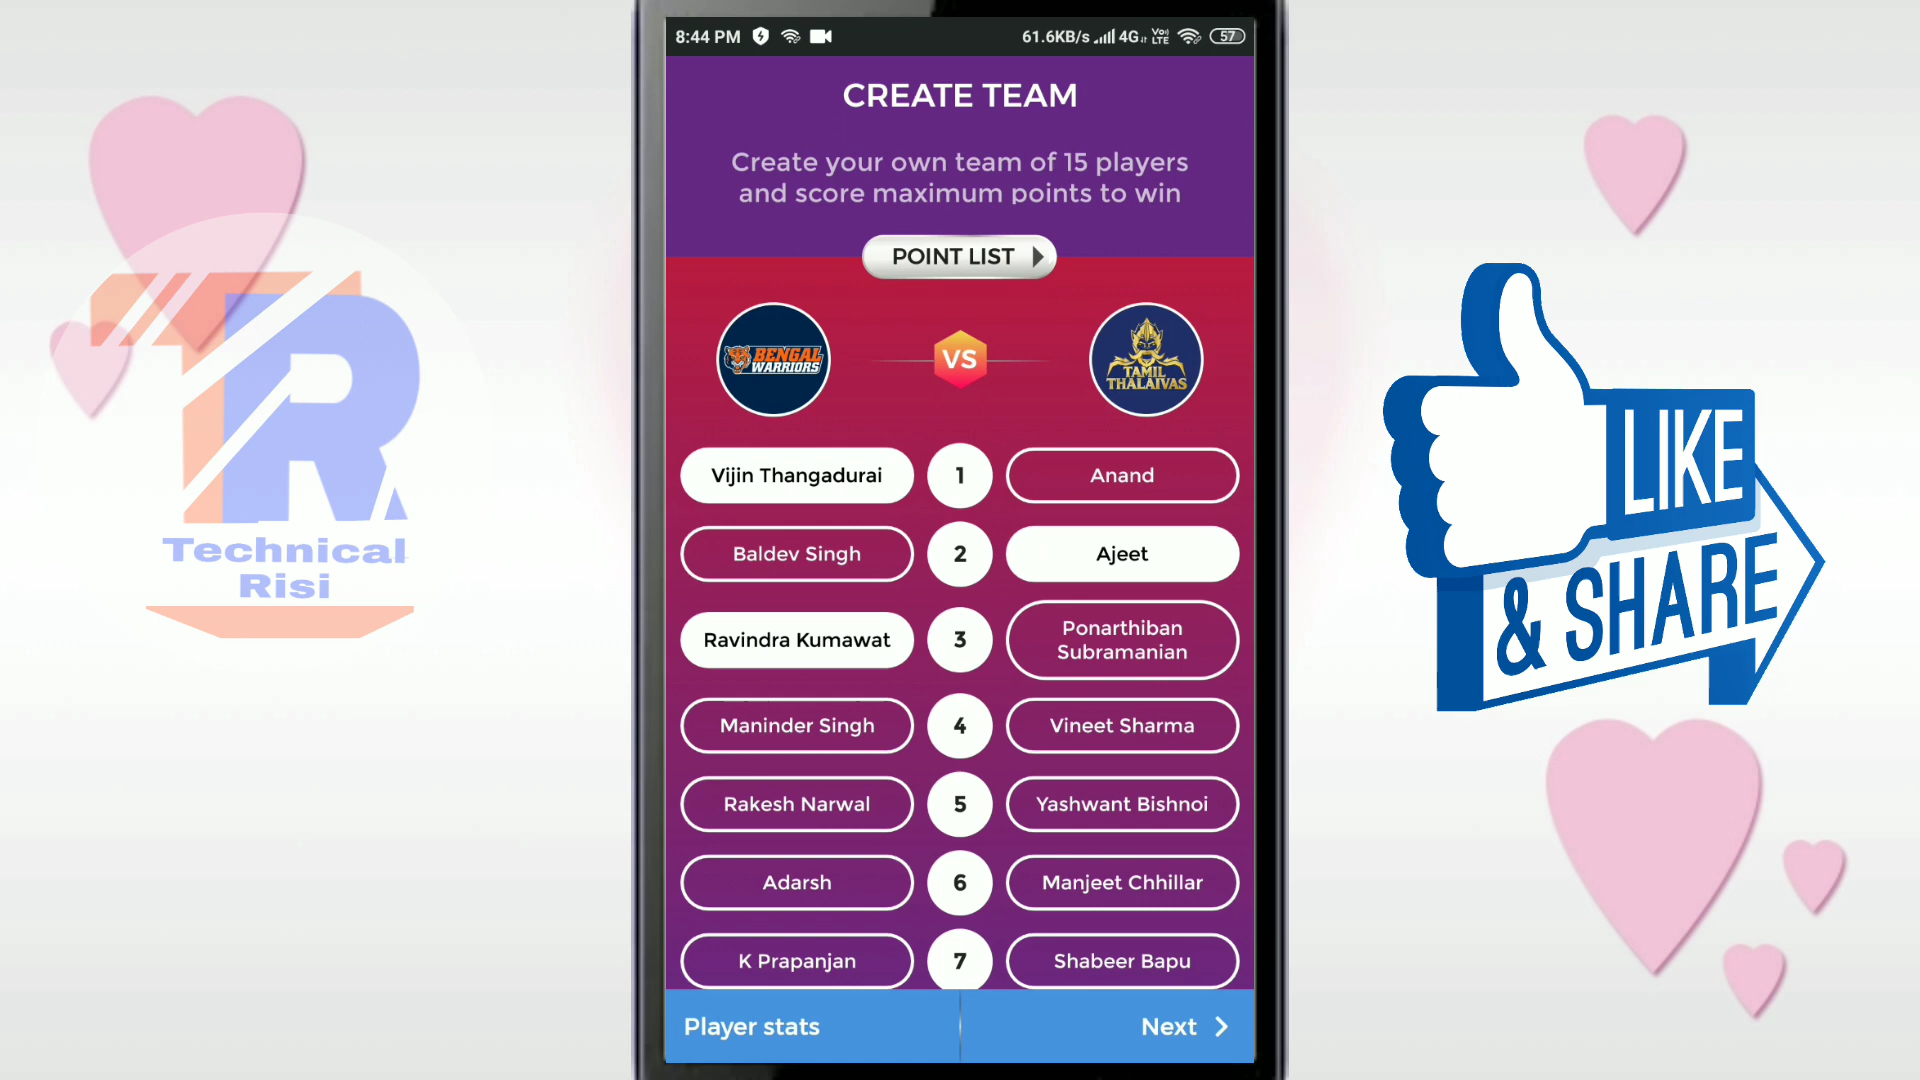 8:44 PM
61.6KB/s 4G Vo) LTE 57
CREATE TEAM
Create your own team of 15 players
and score maximum points to win
POINT LIST
BENGAL
WARRIORS
VS
TAMIL
THALAIVAS
Vijin Thangadurai 1 Anand
Baldev Singh 2 Ajeet
Ravindra Kumawat 3 Ponarthiban
Subramanian
Maninder Singh 4 Vineet Sharma
Rakesh Narwal 5 Yashwant Bishnoi
Adarsh 6 Manjeet Chhillar
K Prapanjan 7 Shabeer Bapu
Player stats
Next
TR
Technical
Risi
LIKE
& SHARE